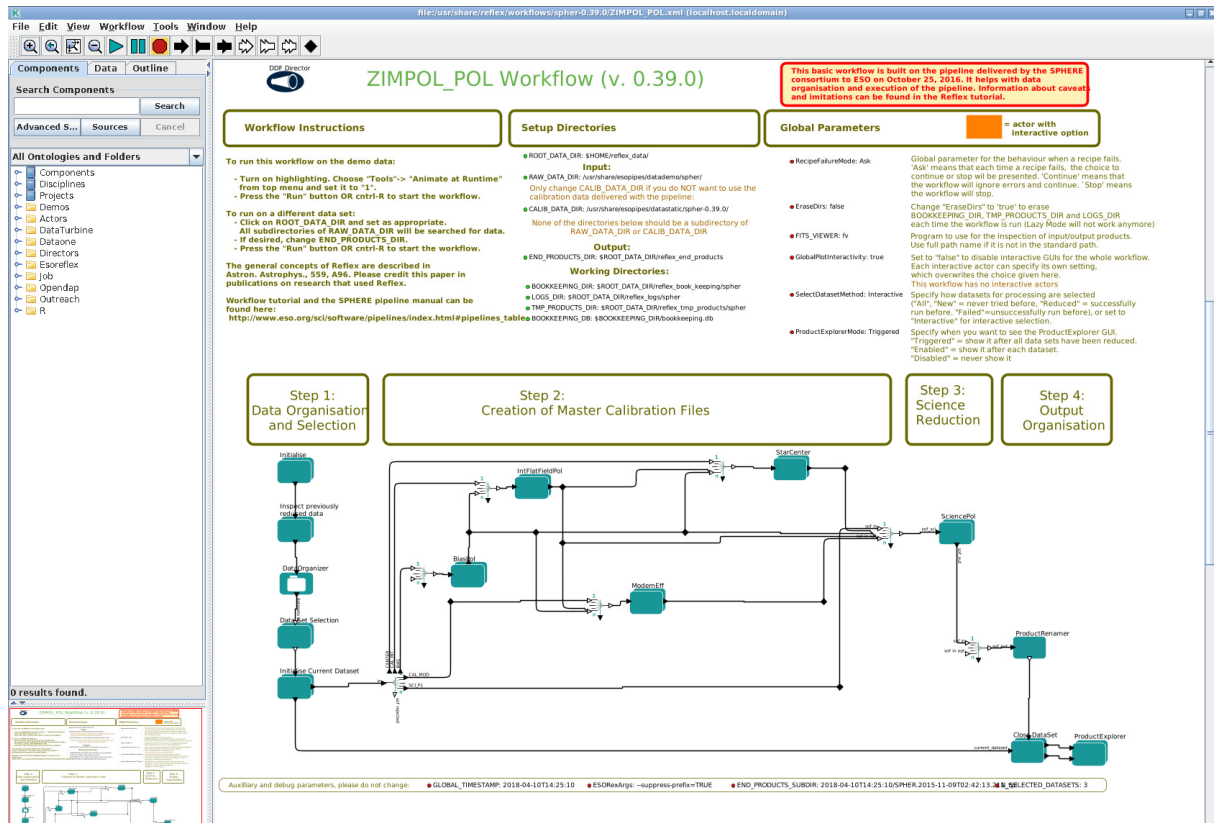 file:/usr/share/reflex/workflows/spher-0.39.0/ZIMPOL_POL.xml (localhost.localdomain)
File Edit View Workflow Tools Window Help
Components Data Outline
Search Components
Search
Advanced S... Sources Cancel
All Ontologies and Folders
Components
Disciplines
Projects
Demos
Actors
DataTurbine
Dataone
Directors
Esoreflex
Job
Opendap
Outreach
R
0 results found.
DDF Director
ZIMPOL_POL Workflow (v. 0.39.0)
This basic workflow is built on the pipeline delivered by the SPHERE
consortium to ESO on October 25, 2016. It helps with data
organisation and execution of the pipeline. Information about caveats
and imitations can be found in the Reflex tutorial.
Workflow Instructions
To run this workflow on the demo data:
- Turn on highlighting. Choose "Tools"-> "Animate at Runtime"
from top menu and set it to "1".
- Press the "Run" button OR cntrl-R to start the workflow.
To run on a different data set:
- Click on ROOT_DATA_DIR and set as appropriate.
All subdirectories of RAW_DATA_DIR will be searched for data.
- If desired, change END_PRODUCTS_DIR.
- Press the "Run" button OR cntrl-R to start the workflow.
The general concepts of Reflex are described in
Astron. Astrophys., 559, A96. Please credit this paper in
publications on research that used Reflex.
Workflow tutorial and the SPHERE pipeline manual can be
found here:
http://www.eso.org/sci/software/pipelines/index.html#pipelines_table
Setup Directories
ROOT_DATA_DIR: $HOME/reflex_data/
Input:
RAW_DATA_DIR: /usr/share/esopipes/datademo/spher/
Only change CALIB_DATA_DIR if you do NOT want to use the
calibration data delivered with the pipeline:
CALIB_DATA_DIR: /usr/share/esopipes/datastatic/spher-0.39.0/
None of the directories below should be a subdirectory of
RAW_DATA_DIR or CALIB_DATA_DIR
Output:
END_PRODUCTS_DIR: $ROOT_DATA_DIR/reflex_end_products
Working Directories:
BOOKKEEPING_DIR: $ROOT_DATA_DIR/reflex_book_keeping/spher
LOGS_DIR: $ROOT_DATA_DIR/reflex_logs/spher
TMP_PRODUCTS_DIR: $ROOT_DATA_DIR/reflex_tmp_products/spher
BOOKKEEPING_DB: $BOOKKEEPING_DIR/bookkeeping.db
Global Parameters
= actor with
interactive option
RecipeFailureMode: Ask
Global parameter for the behaviour when a recipe fails.
'Ask' means that each time a recipe fails, the choice to
continue or stop wil be presented. 'Continue' means that
the workflow will ignore errors and continue. `Stop' means
the workflow will stop.
EraseDirs: false
Change "EraseDirs" to 'true' to erase
BOOKKEEPING_DIR, TMP_PRODUCTS_DIR and LOGS_DIR
each time the workflow is run (Lazy Mode will not work anymore)
FITS_VIEWER: fv
Program to use for the inspection of input/output products.
Use full path name if it is not in the standard path.
GlobalPlotInteractivity: true
Set to "false" to disable interactive GUIs for the whole workflow.
Each interactive actor can specify its own setting,
which overwrites the choice given here.
This workflow has no interactive actors
SelectDatasetMethod: Interactive
Specify how datasets for processing are selected
("All", "New" = never tried before, "Reduced" = successfully
run before. "Failed"=unsuccessfully run before), or set to
"Interactive" for interactive selection.
ProductExplorerMode: Triggered
Specify when you want to see the ProductExplorer GUI.
"Triggered" = show it after all data sets have been reduced.
"Enabled" = show it after each dataset.
"Disabled" = never show it
Step 1:
Data Organisation
and Selection
Step 2:
Creation of Master Calibration Files
Step 3:
Science
Reduction
Step 4:
Output
Organisation
Initialise
Inspect previously
reduced data
DataOrganizer
Dataset Selection
Initialise Current Dataset
IntFlatFieldPol
StarCenter
BiasPol
ModemEff
SciencePol
ProductRenamer
CloseDataSet
ProductExplorer
CAL_MOD
SCI_P1
current_dataset
Auxilliary and debug parameters, please do not change:
GLOBAL_TIMESTAMP: 2018-04-10T14:25:10
ESORexArgs: --suppress-prefix=TRUE
END_PRODUCTS_SUBDIR: 2018-04-10T14:25:10/SPHER.2015-11-09T02:42:13.
SELECTED_DATASETS: 3